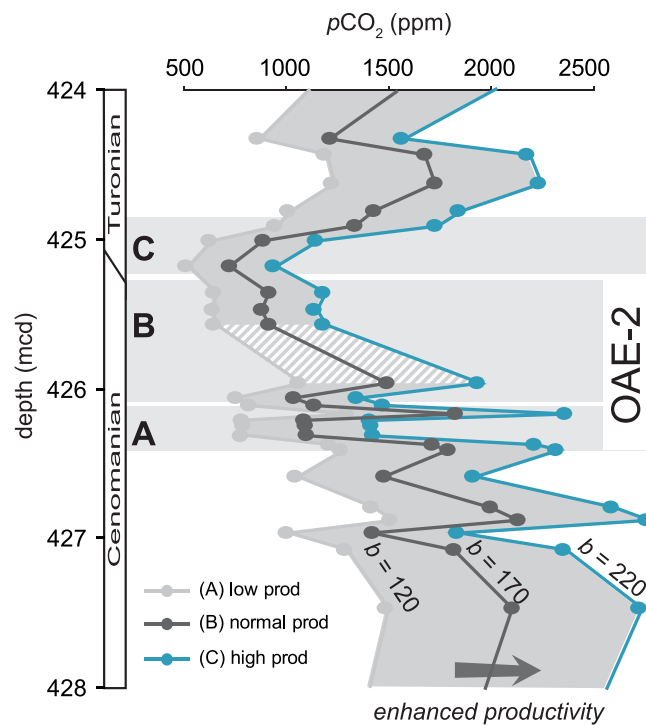 pCO₂ (ppm)
500 1000 1500 2000 2500
424
425
426
427
428
depth (mcd)
Turonian
Cenomanian
C
B
A
OAE-2
b = 120
b = 170
b = 220
(A) low prod
(B) normal prod
(C) high prod
enhanced productivity